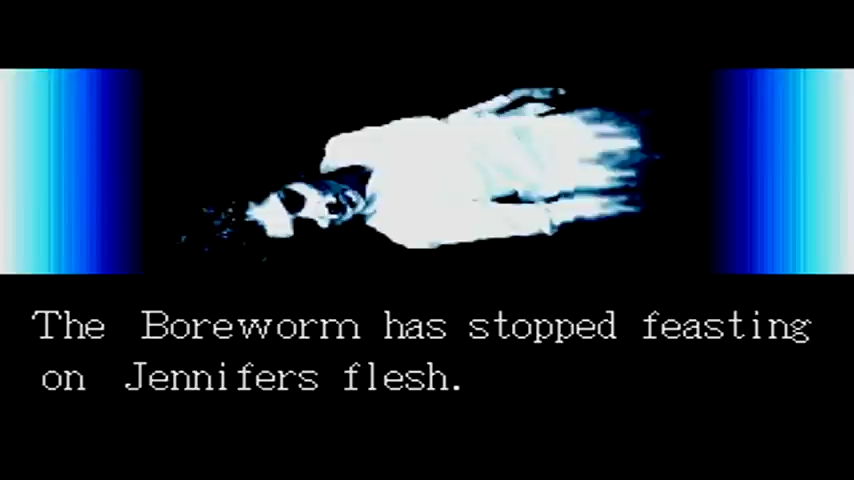 The Boreworm has stopped feasting
on Jennifers flesh.